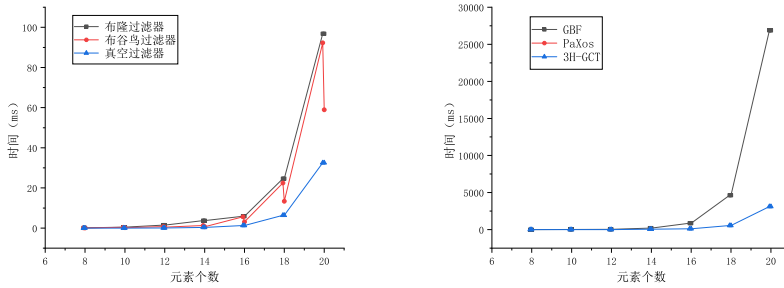 布隆过滤器
布谷鸟过滤器
真空过滤器
100
80
60
40
20
0
时间（ms）
6 8 10 12 14 16 18 20
元素个数
GBF
PaXos
3H-GCT
30000
25000
20000
15000
10000
5000
0
时间（ms）
6 8 10 12 14 16 18 20
元素个数